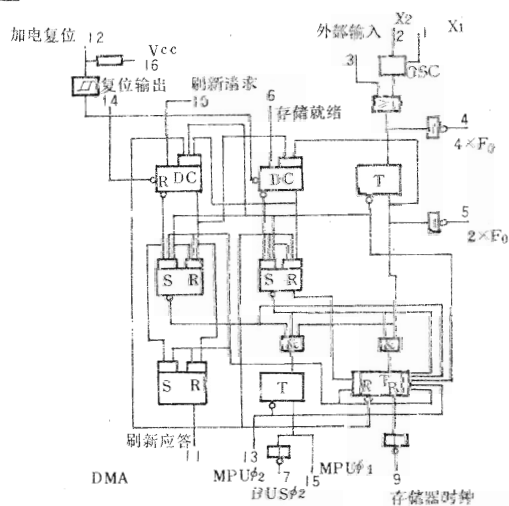 加电复位 12
Vcc
16
复位输出
14
刷新请求
10
6
存储就绪
外部输入
X2
2
1
Xi
3
OSC
≥1
4
4×F₀
5
2×F₀
R DC
DC
T
S R
S R
&
&
S R
T
R T R
刷新应答
11
13
MPUϕ2
7
BUSϕ2
15
MPUϕ1
9
存储器时钟
DMA